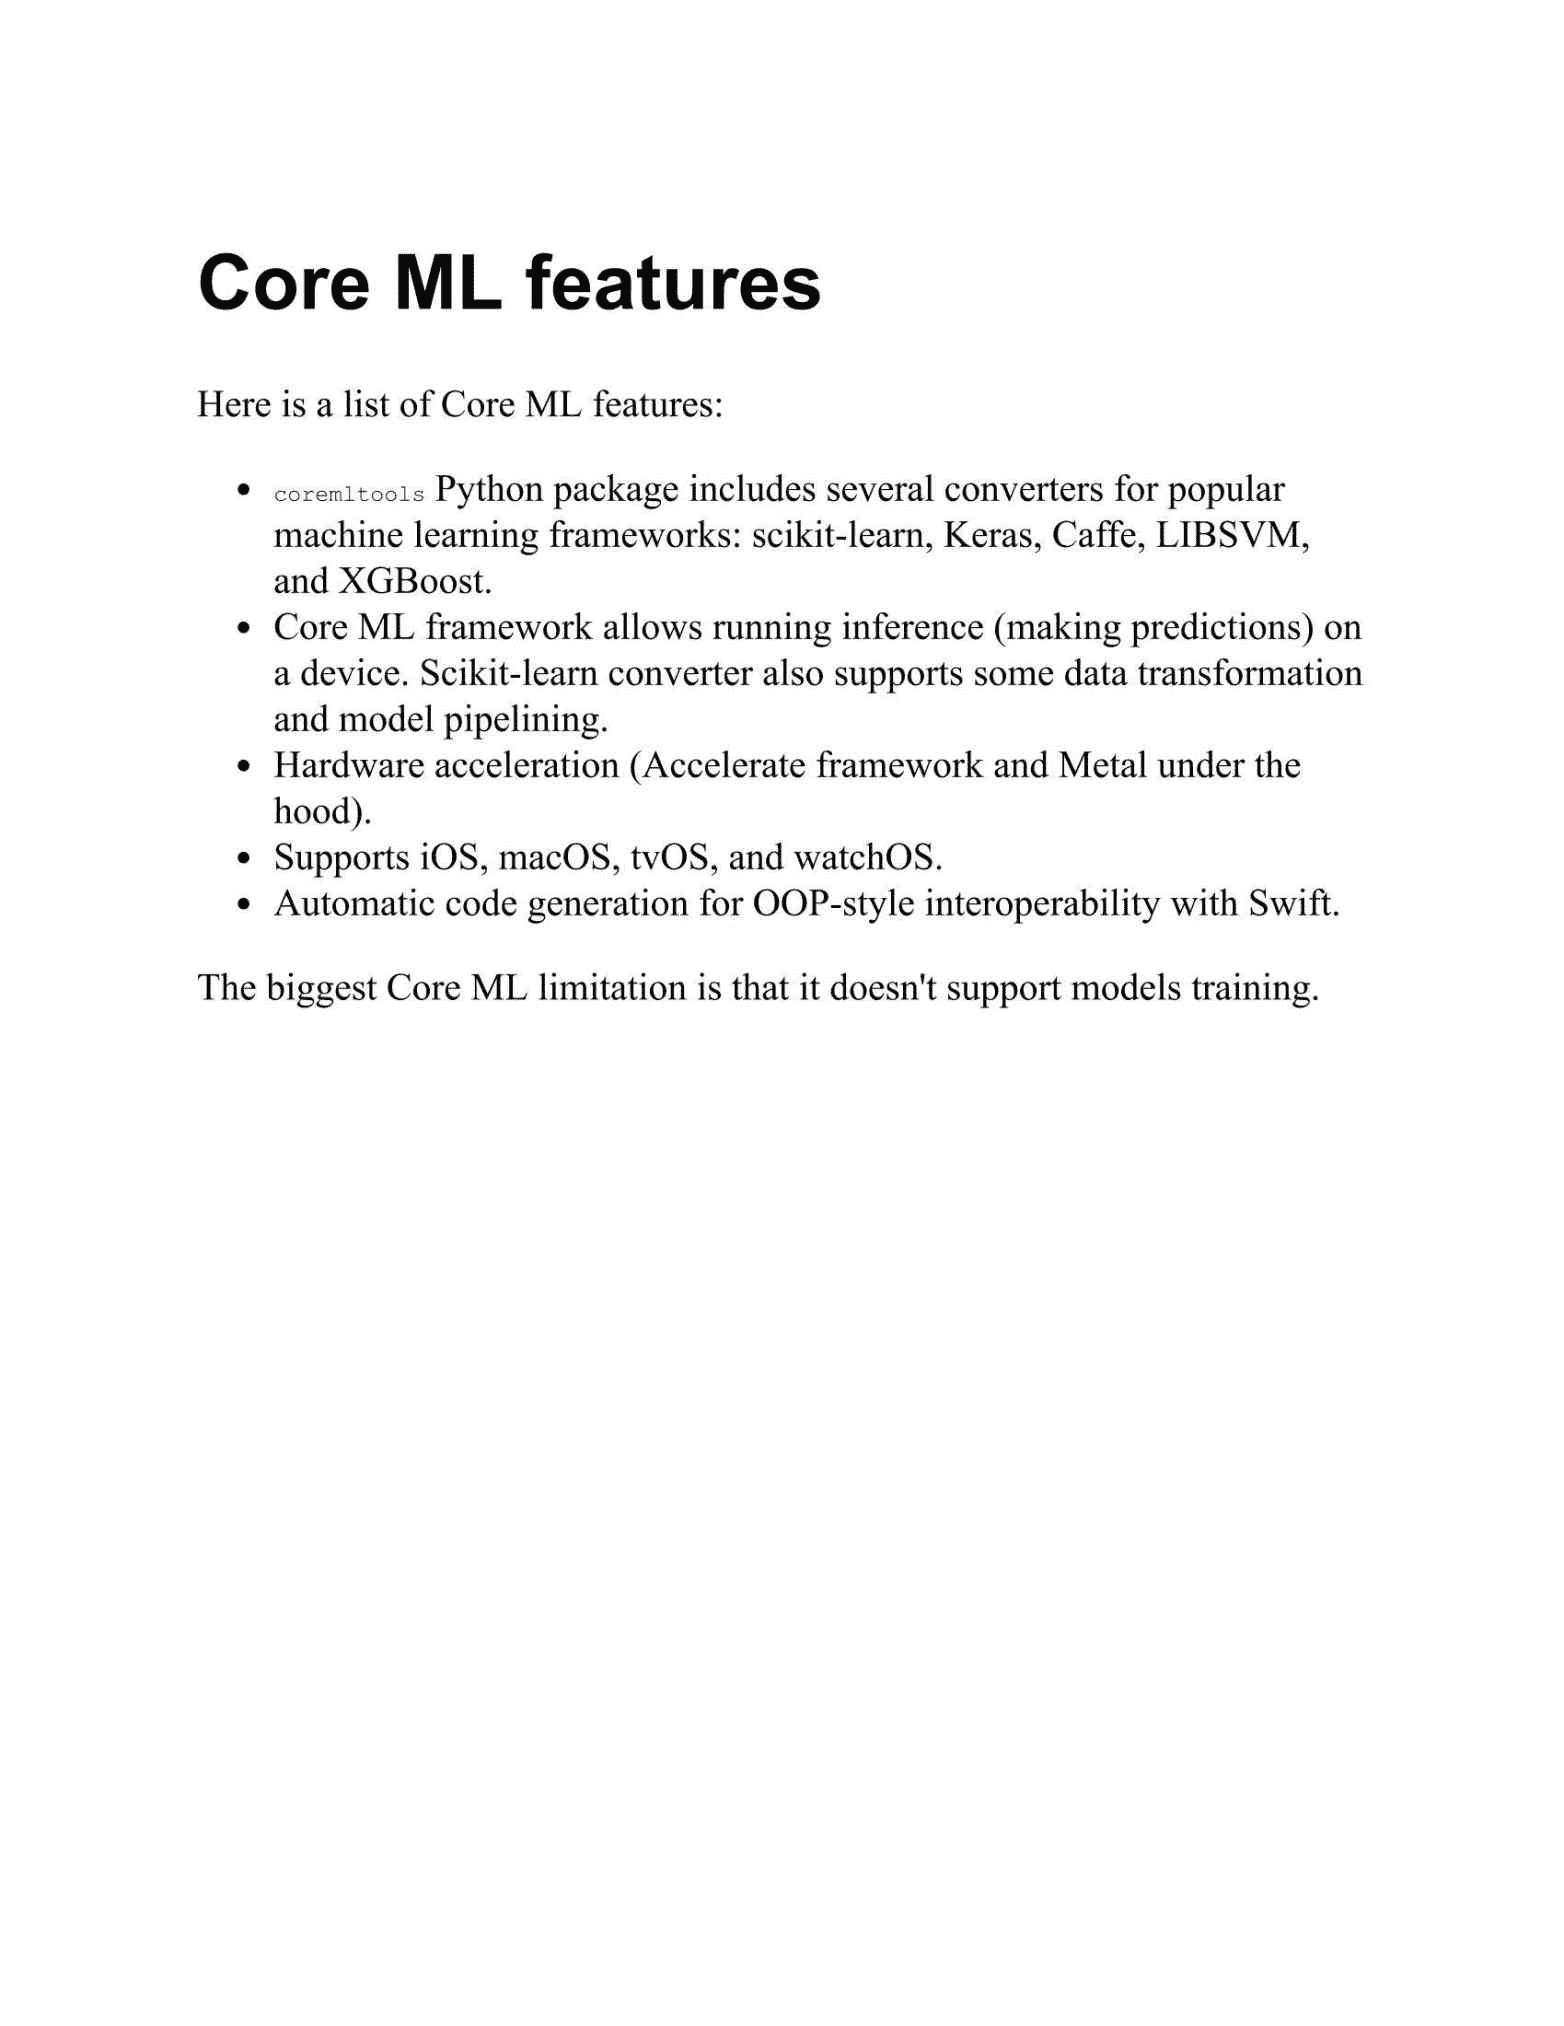 Core ML features
Here is a list of Core ML features:
• coremltools Python package includes several converters for popular
machine learning frameworks: scikit-learn, Keras, Caffe, LIBSVM,
and XGBoost.
• Core ML framework allows running inference (making predictions) on
a device. Scikit-learn converter also supports some data transformation
and model pipelining.
• Hardware acceleration (Accelerate framework and Metal under the
hood).
• Supports iOS, macOS, tvOS, and watchOS.
• Automatic code generation for OOP-style interoperability with Swift.
The biggest Core ML limitation is that it doesn't support models training.